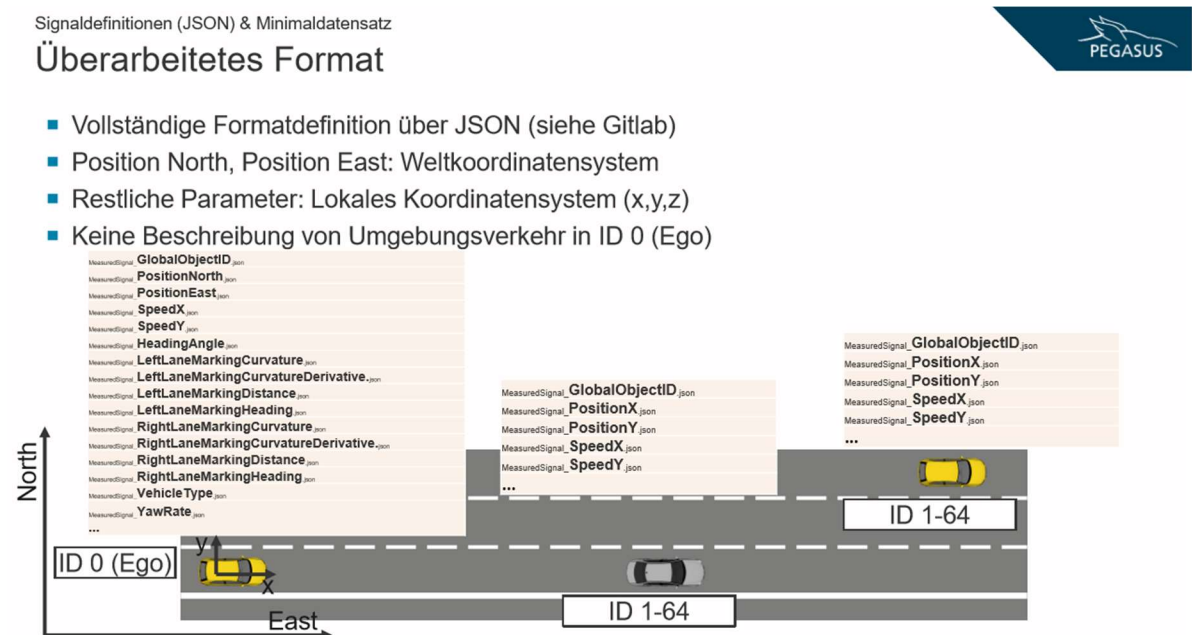 Signaldefinitionen (JSON) & Minimaldatensatz
Überarbeitetes Format
PEGASUS
Vollständige Formatdefinition über JSON (siehe Gitlab)
Position North, Position East: Weltkoordinatensystem
Restliche Parameter: Lokales Koordinatensystem (x,y,z)
Keine Beschreibung von Umgebungsverkehr in ID 0 (Ego)
MeasuredSignal_GlobalObjectID.json
MeasuredSignal_PositionNorth.json
MeasuredSignal_PositionEast.json
MeasuredSignal_SpeedX.json
MeasuredSignal_SpeedY.json
MeasuredSignal_HeadingAngle.json
MeasuredSignal_LeftLaneMarkingCurvature.json
MeasuredSignal_LeftLaneMarkingCurvatureDerivative.json
MeasuredSignal_LeftLaneMarkingDistance.json
MeasuredSignal_LeftLaneMarkingHeading.json
MeasuredSignal_RightLaneMarkingCurvature.json
MeasuredSignal_RightLaneMarkingCurvatureDerivative.json
MeasuredSignal_RightLaneMarkingDistance.json
MeasuredSignal_RightLaneMarkingHeading.json
MeasuredSignal_VehicleType.json
MeasuredSignal_YawRate.json
...
MeasuredSignal_GlobalObjectID.json
MeasuredSignal_PositionX.json
MeasuredSignal_PositionY.json
MeasuredSignal_SpeedX.json
MeasuredSignal_SpeedY.json
...
MeasuredSignal_GlobalObjectID.json
MeasuredSignal_PositionX.json
MeasuredSignal_PositionY.json
MeasuredSignal_SpeedX.json
MeasuredSignal_SpeedY.json
...
North
ID 1-64
y
ID 0 (Ego)
x
ID 1-64
East